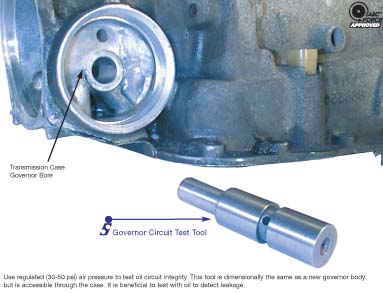 APPROVED
Transmission Case
Governor Bore
Governor Circuit Test Tool
Use regulated (30-50 psi) air pressure to test oil circuit integrity. This tool is dimensionally the same as a new governor body,
but is accessible through the case. It is beneficial to test with oil to detect leakage.